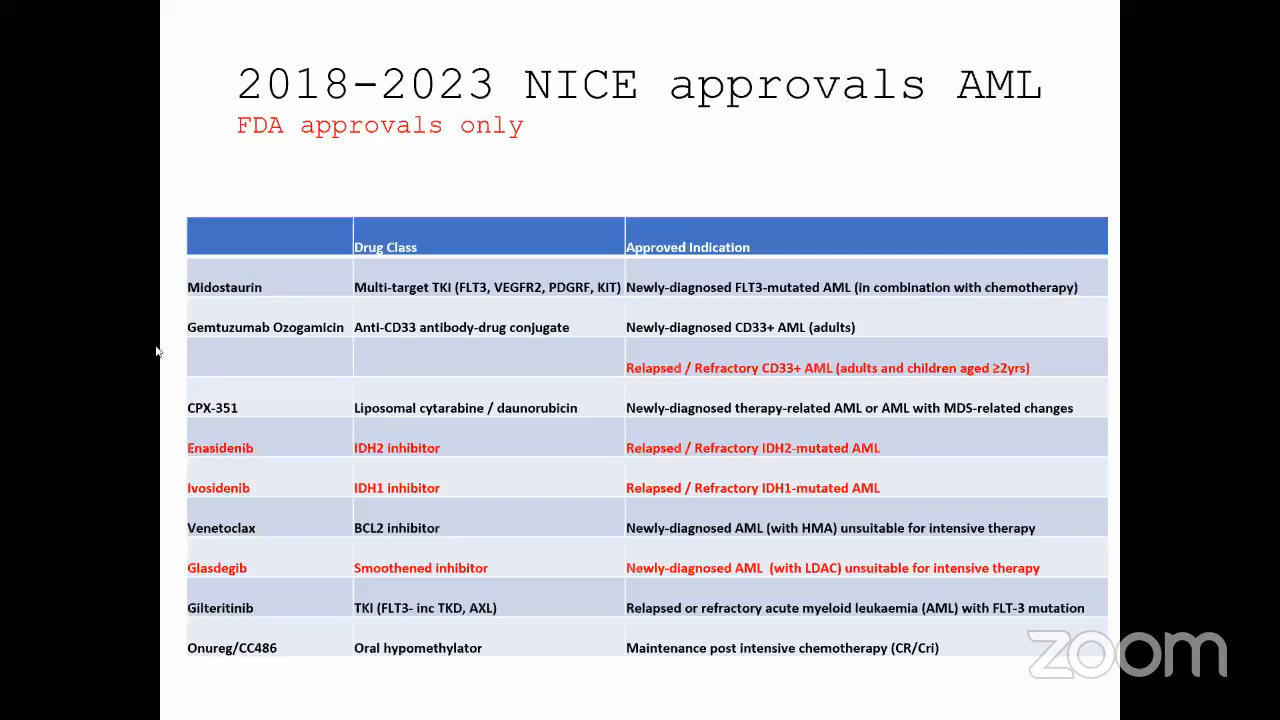 2018-2023 NICE approvals AML
FDA approvals only
Drug Class Approved Indication
Midostaurin Multi-target TKI (FLT3, VEGFR2, PDGRF, KIT) Newly-diagnosed FLT3-mutated AML (in combination with chemotherapy)
Gemtuzumab Ozogamicin Anti-CD33 antibody-drug conjugate Newly-diagnosed CD33+ AML (adults)
Relapsed / Refractory CD33+ AML (adults and children aged ≥2yrs)
CPX-351 Liposomal cytarabine / daunorubicin Newly-diagnosed therapy-related AML or AML with MDS-related changes
Enasidenib IDH2 inhibitor Relapsed / Refractory IDH2-mutated AML
Ivosidenib IDH1 inhibitor Relapsed / Refractory IDH1-mutated AML
Venetoclax BCL2 inhibitor Newly-diagnosed AML (with HMA) unsuitable for intensive therapy
Glasdegib Smoothened inhibitor Newly-diagnosed AML (with LDAC) unsuitable for intensive therapy
Gilteritinib TKI (FLT3- inc TKD, AXL) Relapsed or refractory acute myeloid leukaemia (AML) with FLT-3 mutation
Onureg/CC486 Oral hypomethylator Maintenance post intensive chemotherapy (CR/Cri)
zoom